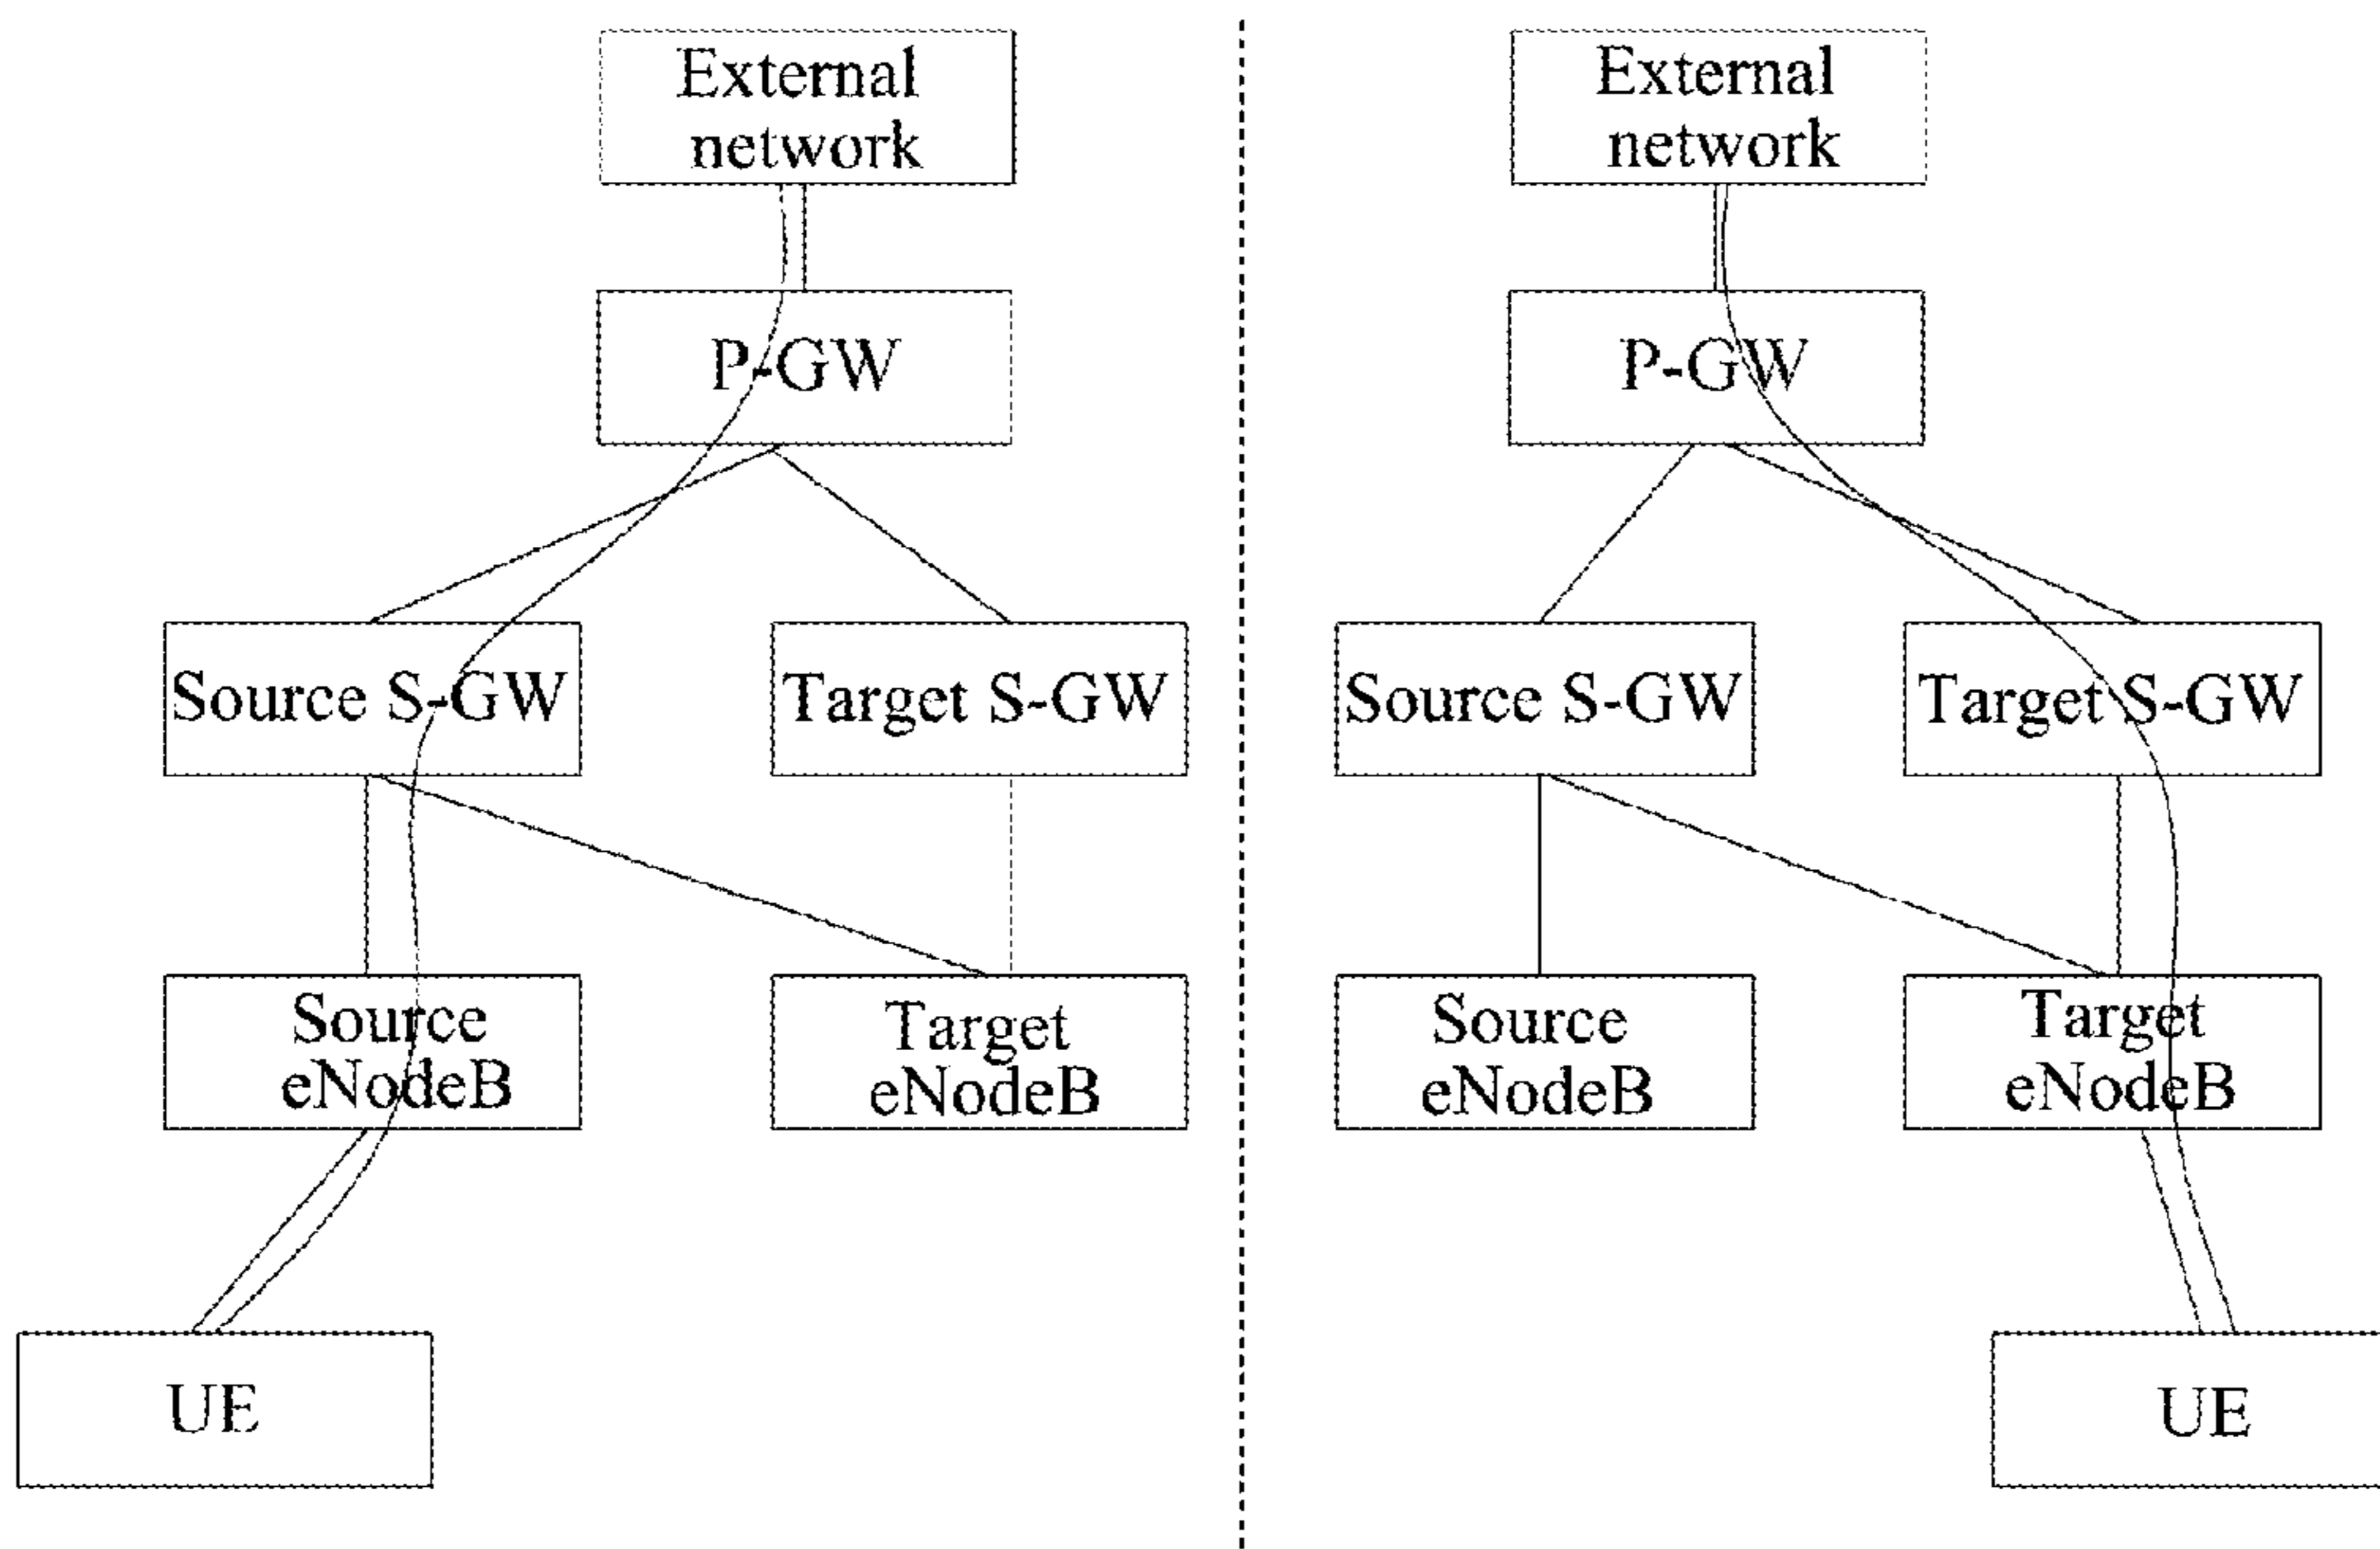 External
network
P-GW
Source S-GW
Target S-GW
Source
eNodeB
Target
eNodeB
UE
External
network
P-GW
Source S-GW
Target S-GW
Source
eNodeB
Target
eNodeB
UE